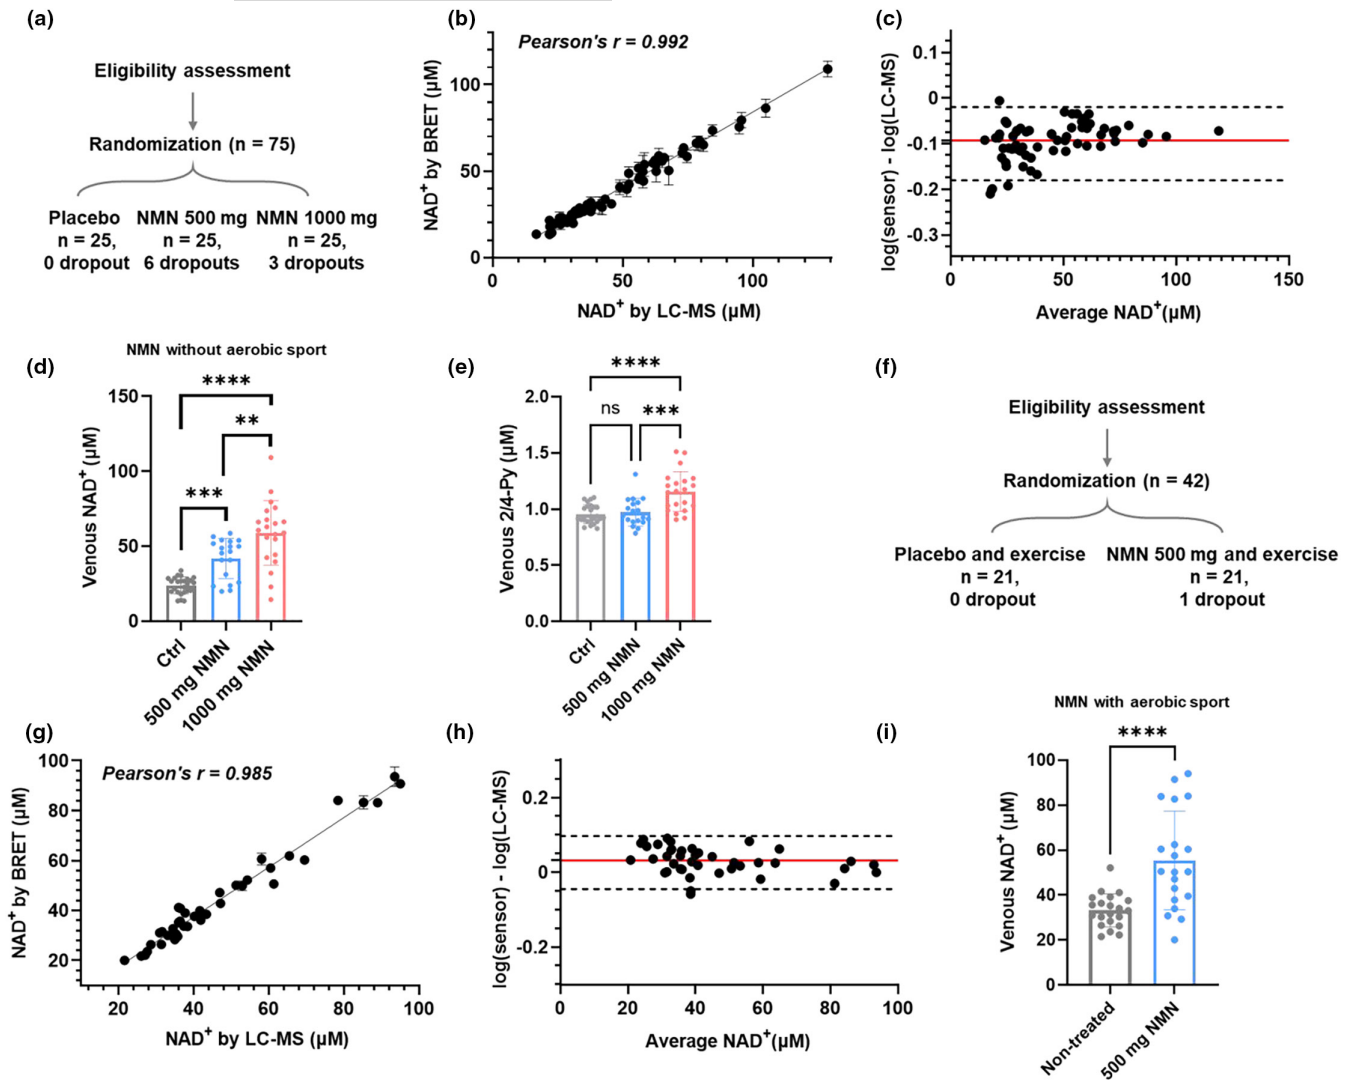 (a)
Eligibility assessment
Randomization (n = 75)
Placebo
n = 25,
0 dropout
NMN 500 mg
n = 25,
6 dropouts
NMN 1000 mg
n = 25,
3 dropouts
(b)
Pearson's r = 0.992
NAD+ by BRET (µM)
100
50
0
0
50
100
NAD+ by LC-MS (µM)
(c)
log(sensor) - log(LC-MS)
0.1
0
-0.1
-0.2
-0.3
0
50
100
150
Average NAD+(µM)
(d)
NMN without aerobic sport
Venous NAD+ (µM)
150
100
50
0
****
**
***
Ctrl
500 mg NMN
1000 mg NMN
(e)
Venous 2/4-Py (µM)
2.0
1.5
1.0
0.5
0.0
****
ns
***
Ctrl
500 mg NMN
1000 mg NMN
(f)
Eligibility assessment
Randomization (n = 42)
Placebo and exercise
n = 21,
0 dropout
NMN 500 mg and exercise
n = 21,
1 dropout
(g)
Pearson's r = 0.985
NAD+ by BRET (µM)
100
80
60
40
20
20
40
60
80
100
NAD+ by LC-MS (µM)
(h)
log(sensor) - log(LC-MS)
0.2
0
-0.2
0
20
40
60
80
100
Average NAD+(µM)
(i)
NMN with aerobic sport
****
Venous NAD+ (µM)
100
80
60
40
20
0
Non-treated
500 mg NMN